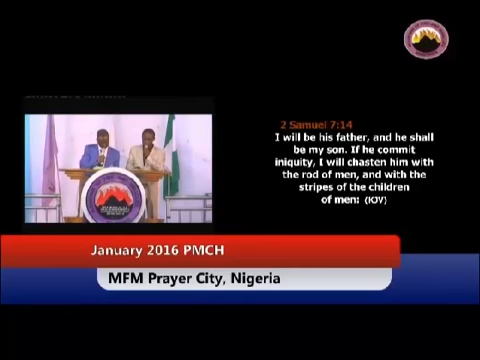 2 Samuel 7:14
I will be his father, and he shall
be my son. If he commit
iniquity, I will chasten him with
the rod of men, and with the
stripes of the children
of men: (KJV)
January 2016 PMCH
MFM Prayer City, Nigeria